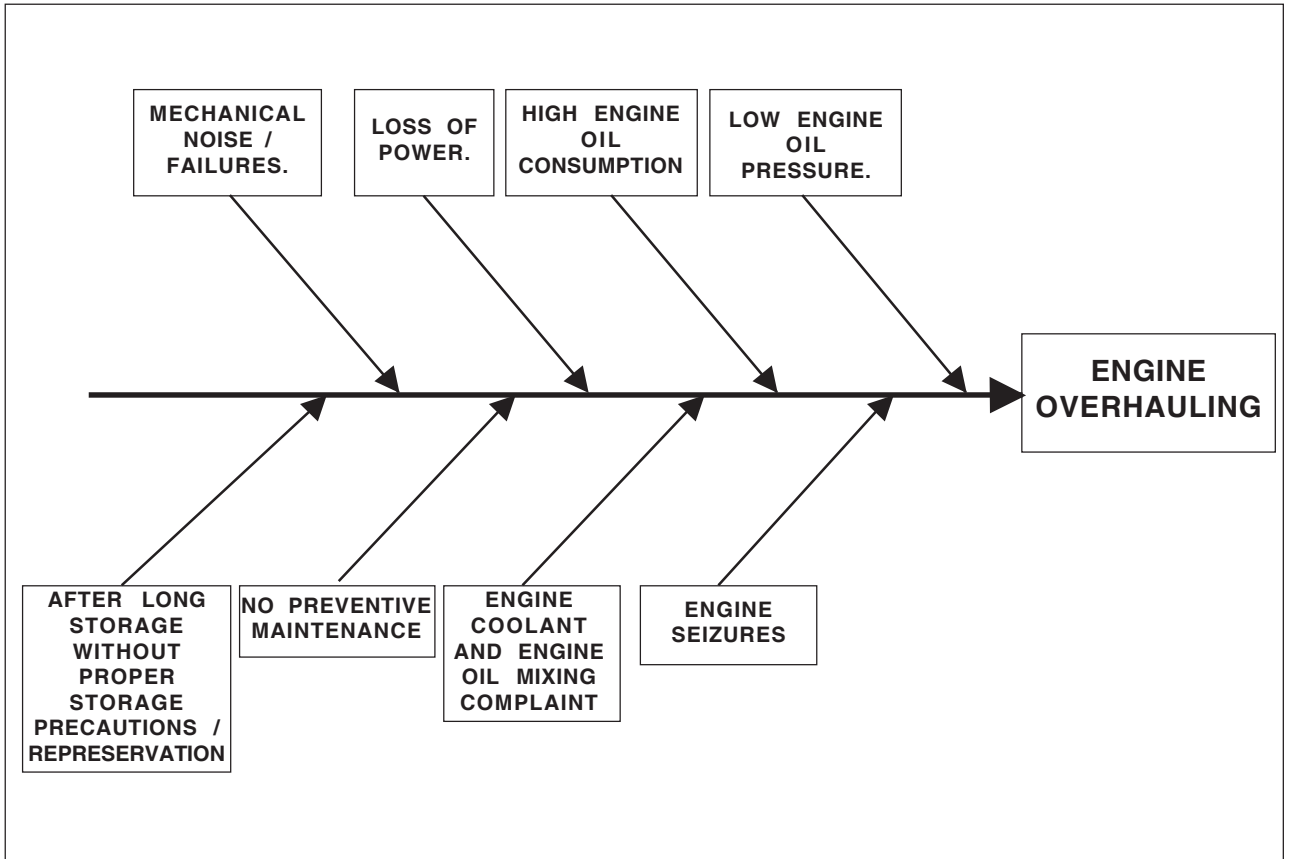 MECHANICAL
NOISE /
FAILURES.
LOSS OF
POWER.
HIGH ENGINE
OIL
CONSUMPTION
LOW ENGINE
OIL
PRESSURE.
ENGINE
OVERHAULING
AFTER LONG
STORAGE
WITHOUT
PROPER
STORAGE
PRECAUTIONS /
REPRESERVATION
NO PREVENTIVE
MAINTENANCE
ENGINE
COOLANT
AND ENGINE
OIL MIXING
COMPLAINT
ENGINE
SEIZURES